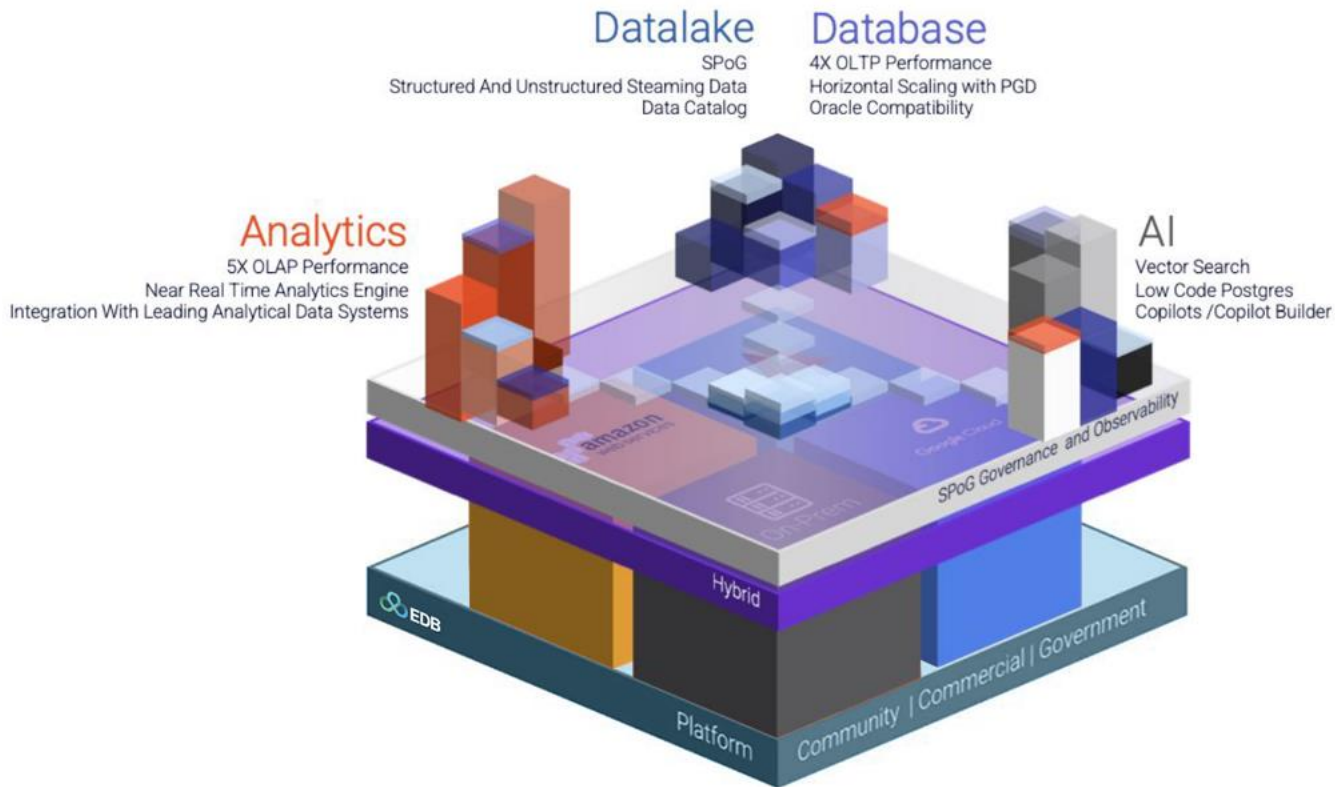 Datalake
SPoG
Structured And Unstructured Steaming Data
Data Catalog
Database
4X OLTP Performance
Horizontal Scaling with PGD
Oracle Compatibility
Analytics
5X OLAP Performance
Near Real Time Analytics Engine
Integration With Leading Analytical Data Systems
AI
Vector Search
Low Code Postgres
Copilots /Copilot Builder
amazon
web services
Google Cloud
On-Prem
SPoG Governance and Observability
Hybrid
EDB
Platform
Community | Commercial | Government